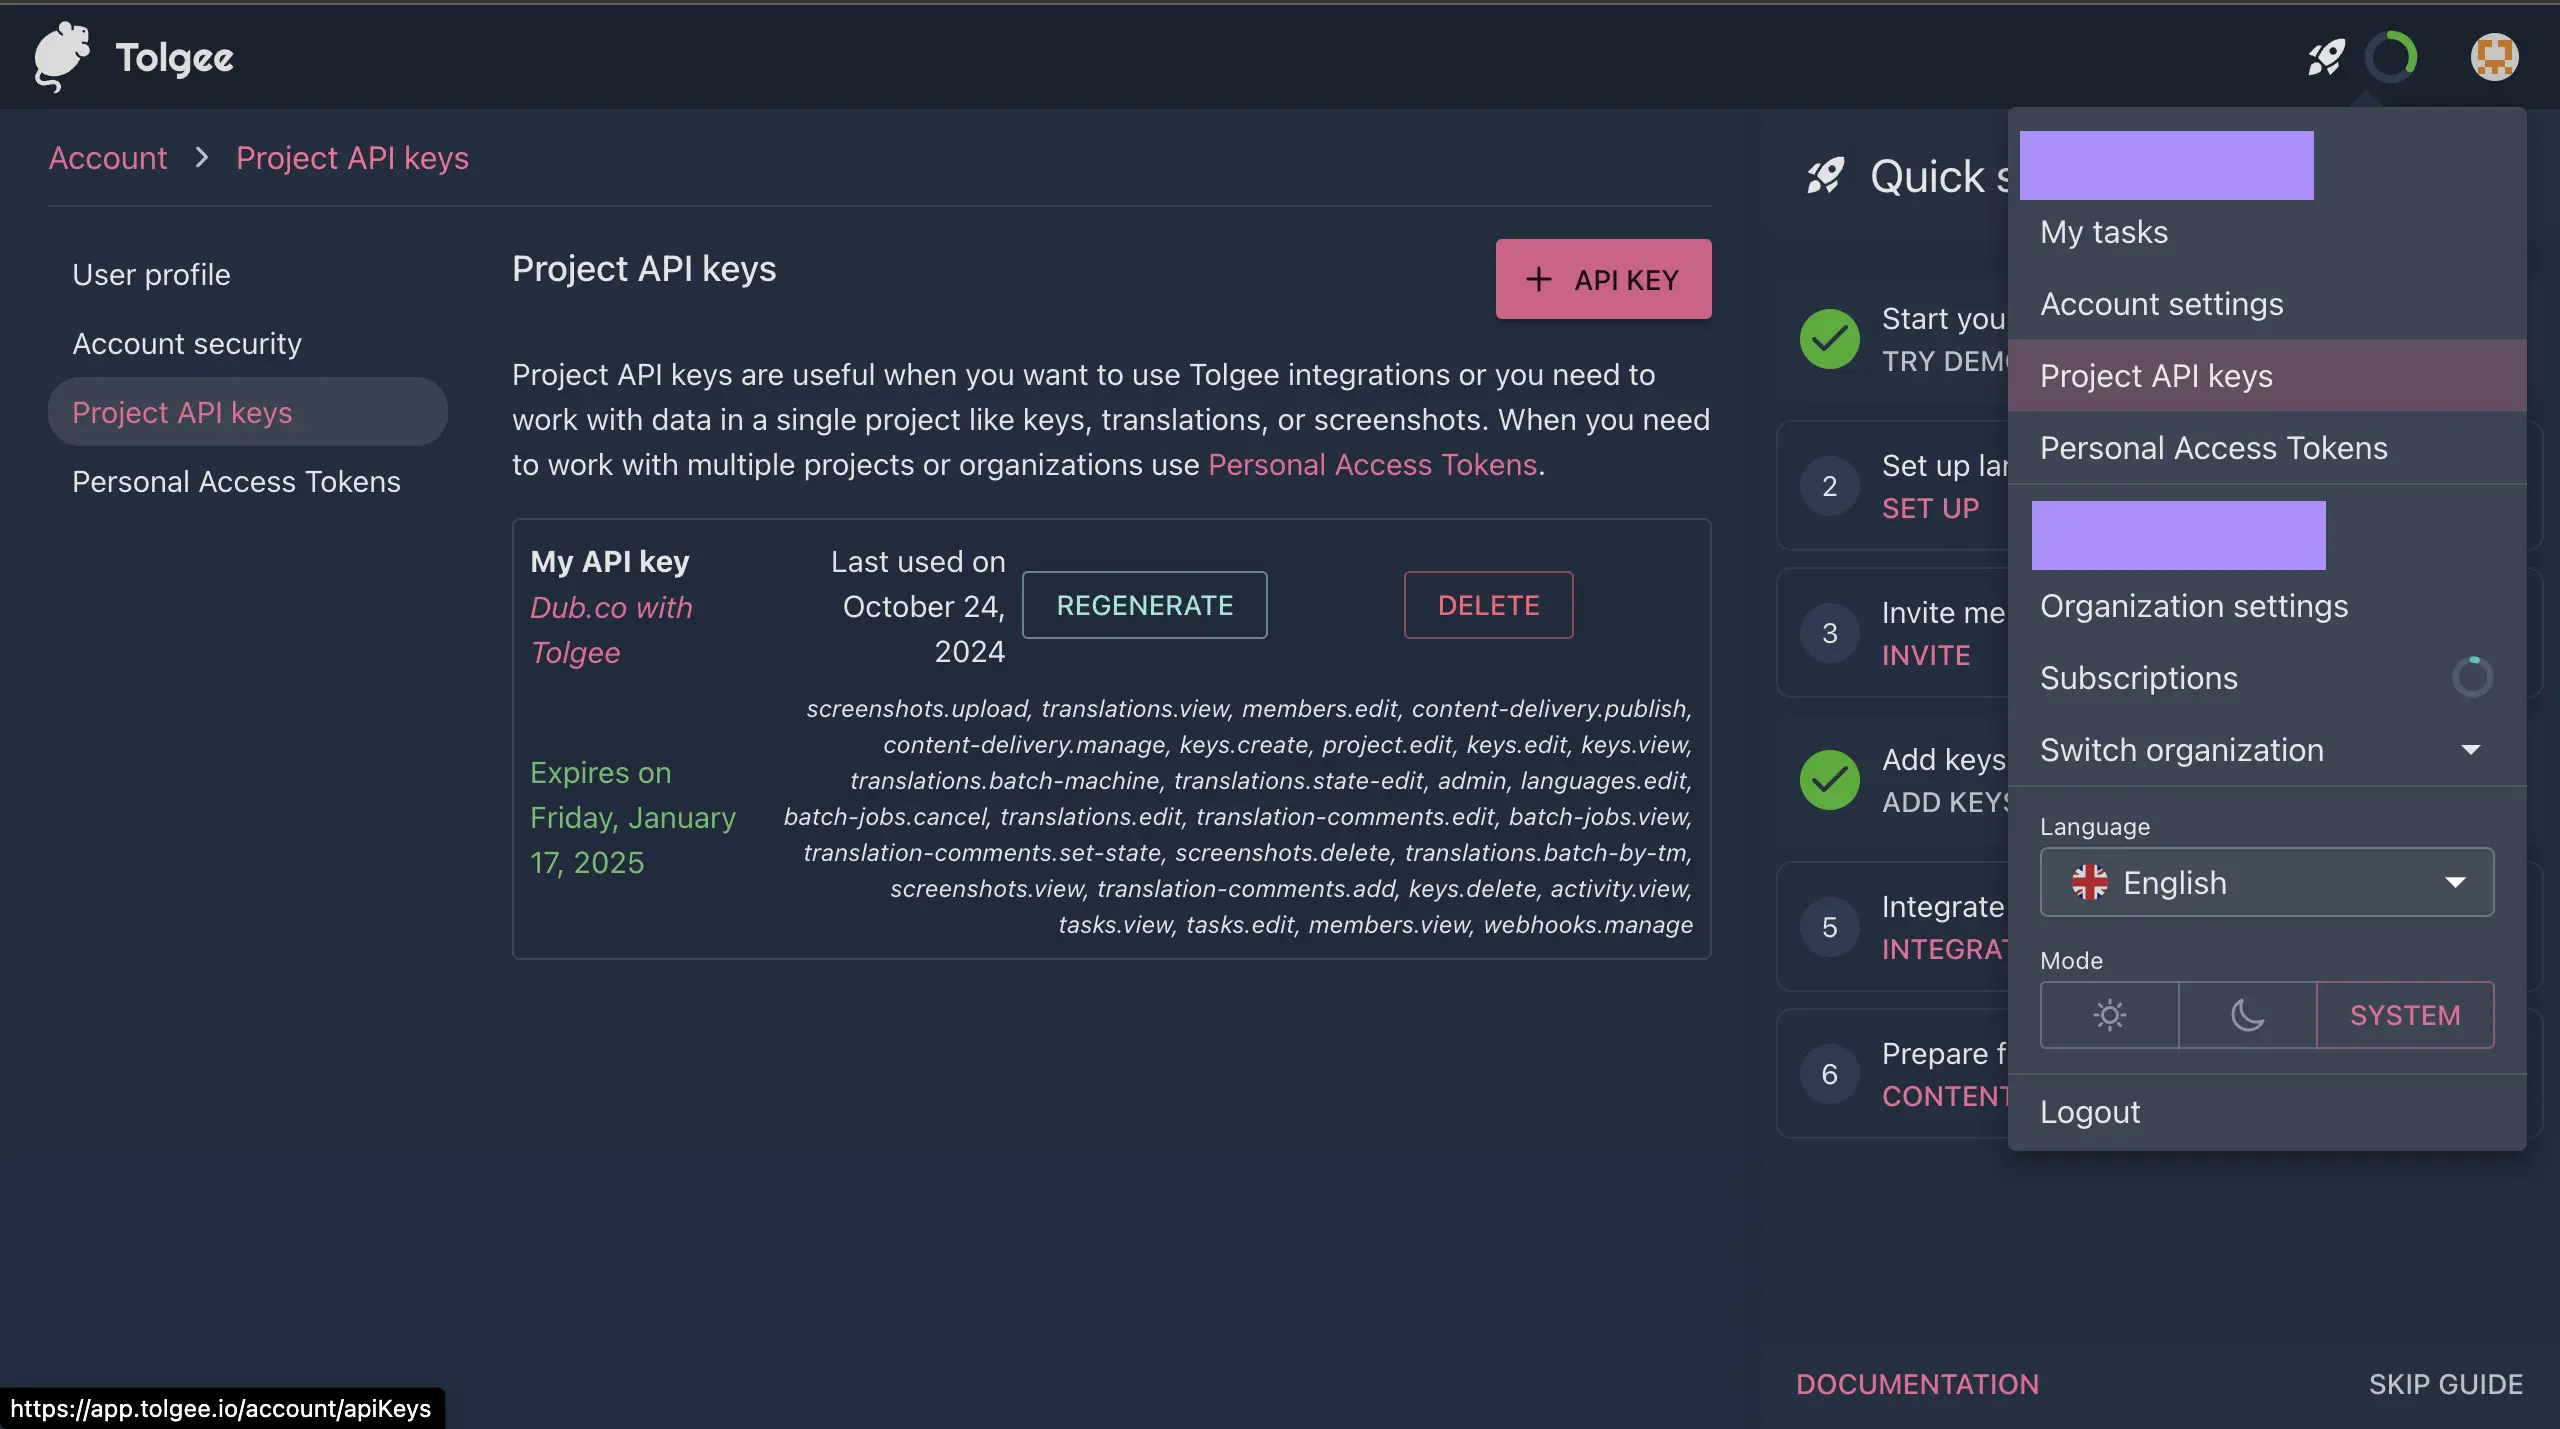 Tolgee
Account
Project API keys
User profile
Account security
Project API keys
Personal Access Tokens
Project API keys
API KEY
Project API keys are useful when you want to use Tolgee integrations or you need to
work with data in a single project like keys, translations, or screenshots. When you need
to work with multiple projects or organizations use Personal Access Tokens.
My API key
Dub.co with
Tolgee
Last used on
October 24,
2024
REGENERATE
DELETE
Expires on
Friday, January
17, 2025
screenshots.upload, translations.view, members.edit, content-delivery.publish,
content-delivery.manage, keys.create, project.edit, keys.edit, keys.view,
translations.batch-machine, translations.state-edit, admin, languages.edit,
batch-jobs.cancel, translations.edit, translation-comments.edit, batch-jobs.view,
translation-comments.set-state, screenshots.delete, translations.batch-by-tm,
screenshots.view, translation-comments.add, keys.delete, activity.view,
tasks.view, tasks.edit, members.view, webhooks.manage
Quick s
Start you
TRY DEM
2
Set up lan
SET UP
3
Invite me
INVITE
Add keys
ADD KEYS
5
Integrate
INTEGRAT
6
Prepare f
CONTENT
DOCUMENTATION
SKIP GUIDE
My tasks
Account settings
Project API keys
Personal Access Tokens
Organization settings
Subscriptions
Switch organization
Language
English
Mode
SYSTEM
Logout
https://app.tolgee.io/account/apiKeys